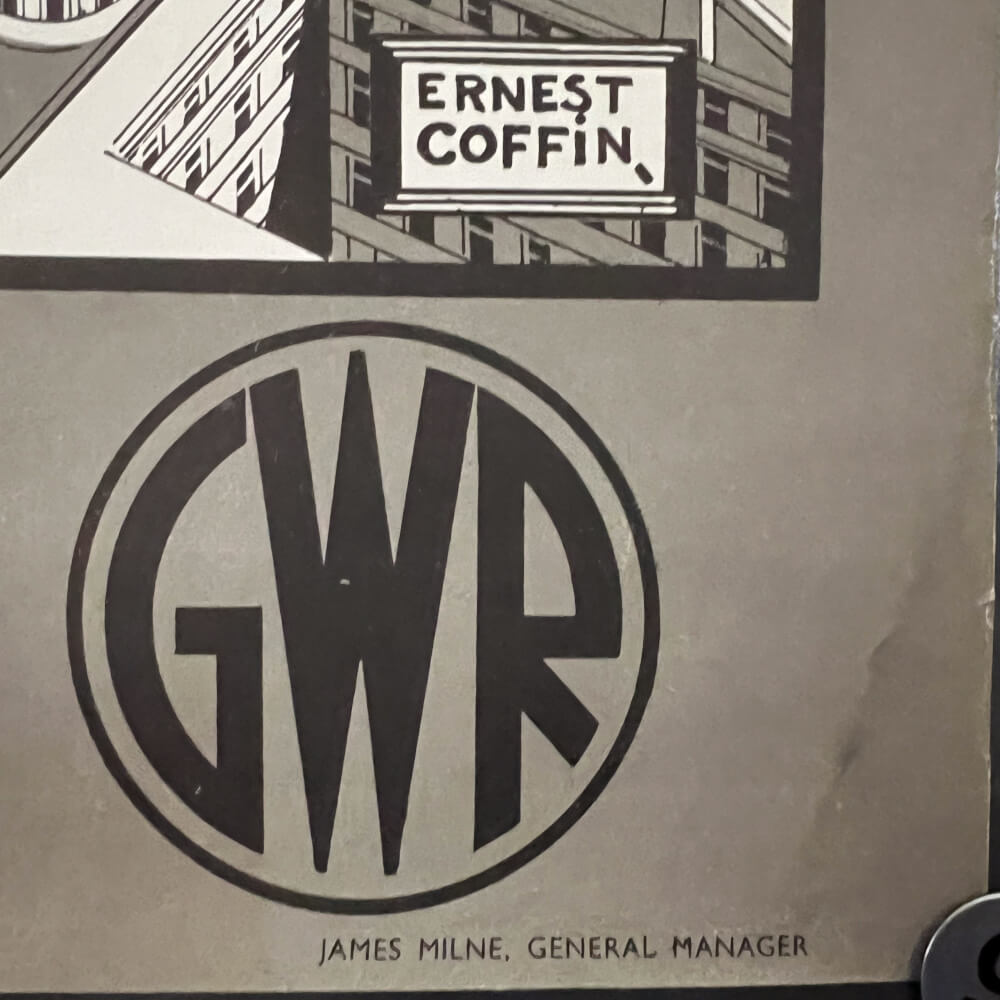 ERNEST
COFFIN.
GWR
JAMES MILNE, GENERAL MANAGER